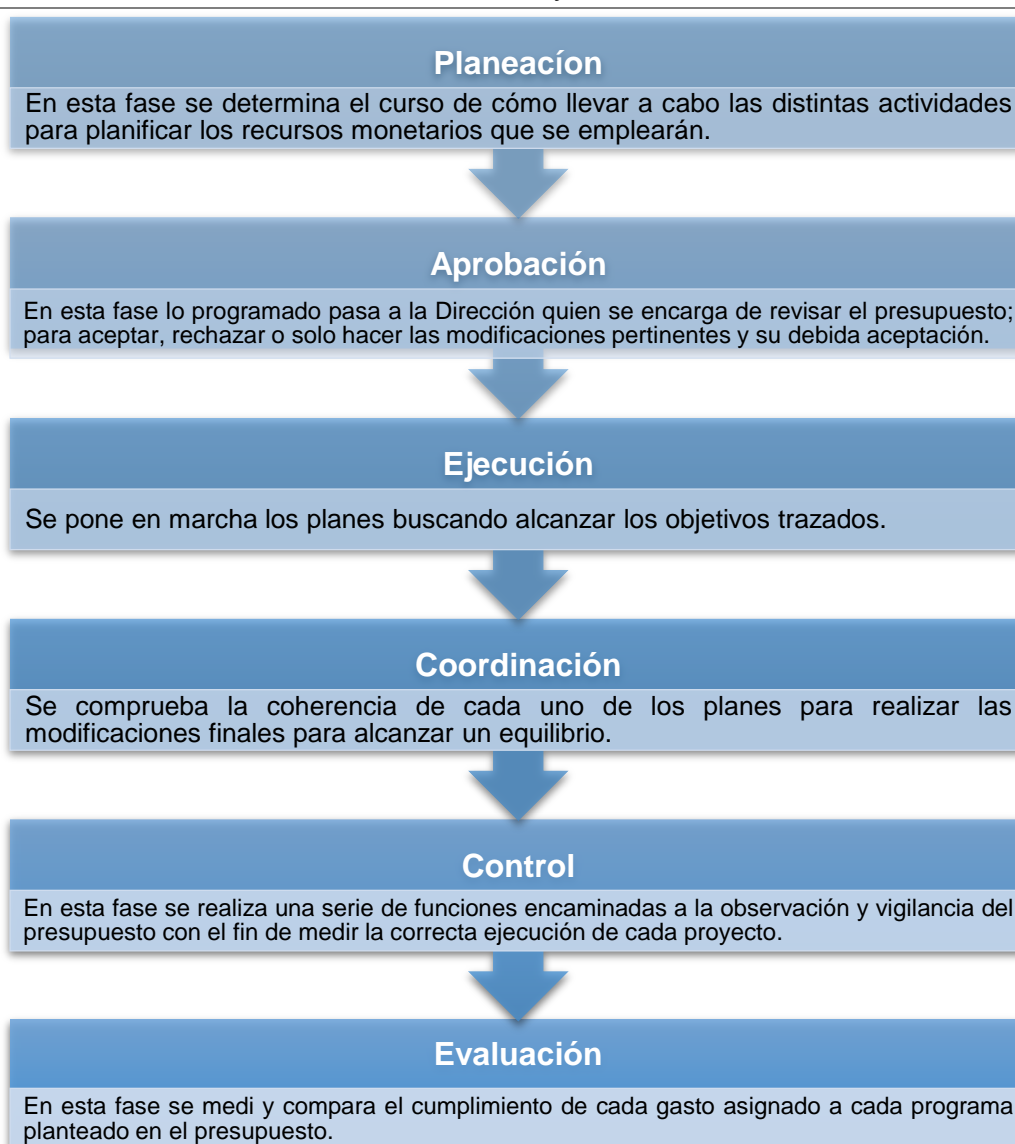 Planeacíon
En esta fase se determina el curso de cómo llevar a cabo las distintas actividades
para planificar los recursos monetarios que se emplearán.
Aprobación
En esta fase lo programado pasa a la Dirección quien se encarga de revisar el presupuesto;
para aceptar, rechazar o solo hacer las modificaciones pertinentes y su debida aceptación.
Ejecución
Se pone en marcha los planes buscando alcanzar los objetivos trazados.
Coordinación
Se comprueba la coherencia de cada uno de los planes para realizar las
modificaciones finales para alcanzar un equilibrio.
Control
En esta fase se realiza una serie de funciones encaminadas a la observación y vigilancia del
presupuesto con el fin de medir la correcta ejecución de cada proyecto.
Evaluación
En esta fase se medi y compara el cumplimiento de cada gasto asignado a cada programa
planteado en el presupuesto.